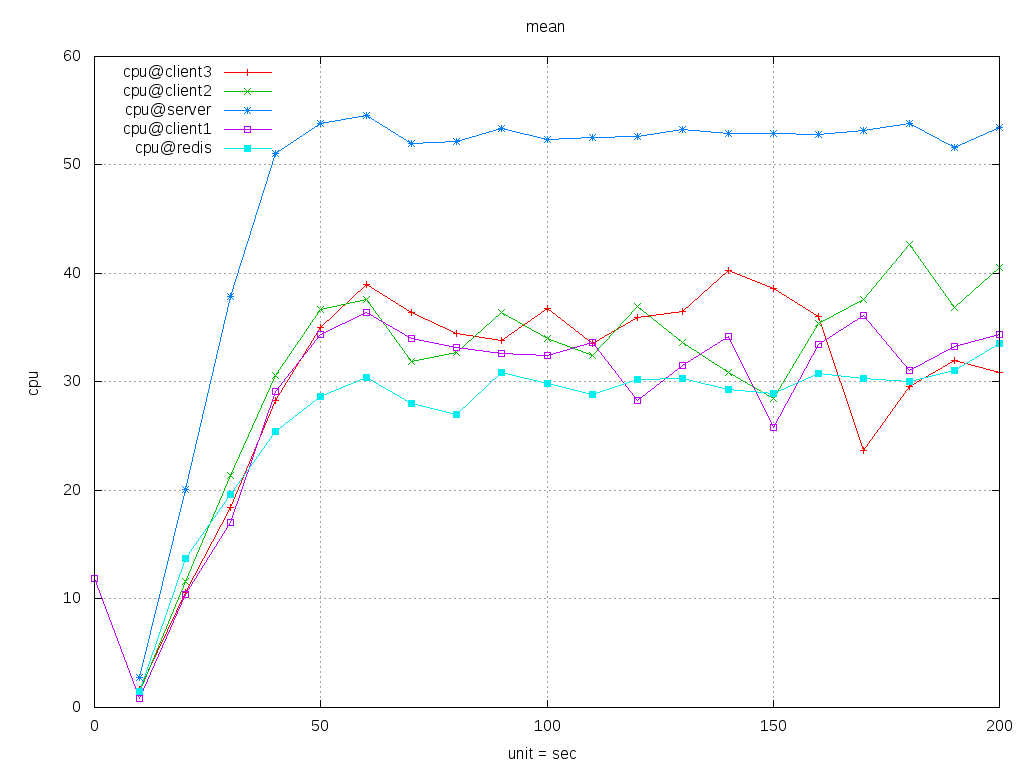 mean
60
50
40
30
20
10
0
cpu
cpu@client3
cpu@client2
cpu@server
cpu@client1
cpu@redis
0 50 100 150 200
unit = sec